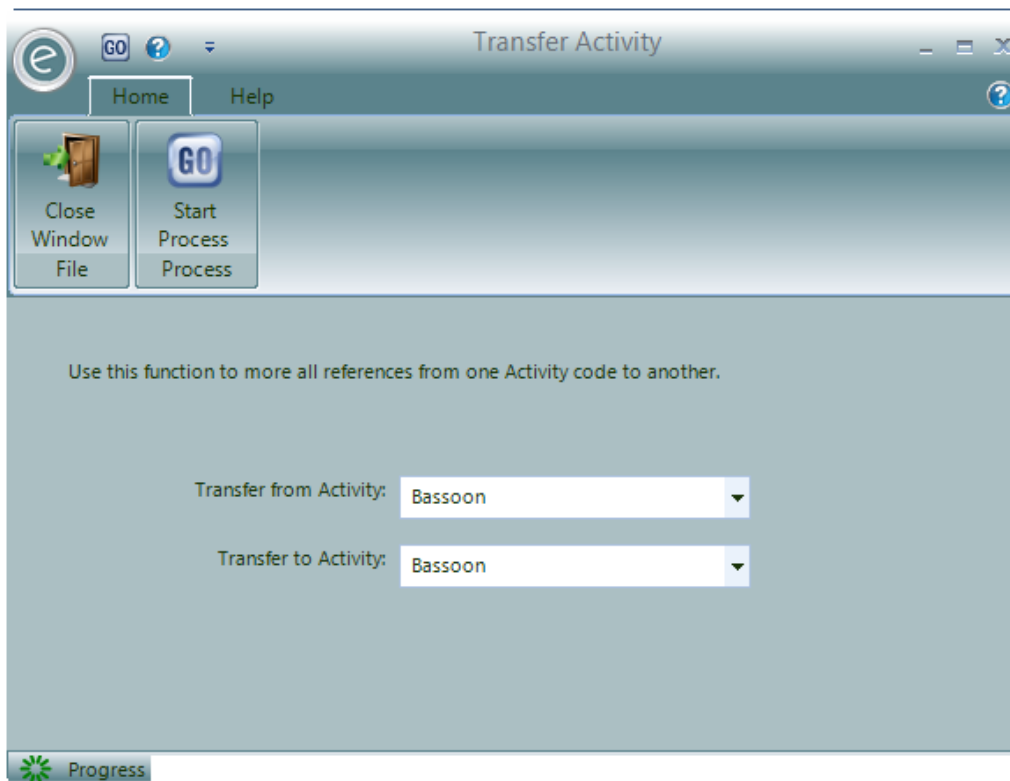 e
GO
?
Transfer Activity
Home
Help
?
GO
Close
Window
File
Start
Process
Process
Use this function to more all references from one Activity code to another.
Transfer from Activity:
Bassoon
Transfer to Activity:
Bassoon
Progress